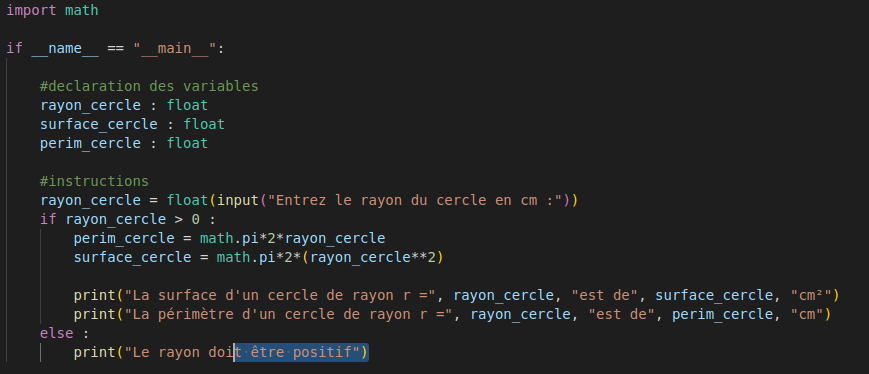 import math
if __name__ == "__main__":
#declaration des variables
rayon_cercle : float
surface_cercle : float
perim_cercle : float
#instructions
rayon_cercle = float(input("Entrez le rayon du cercle en cm :"))
if rayon_cercle > 0 :
perim_cercle = math.pi*2*rayon_cercle
surface_cercle = math.pi*2*(rayon_cercle**2)
print("La surface d'un cercle de rayon r =", rayon_cercle, "est de", surface_cercle, "cm²")
print("La périmètre d'un cercle de rayon r =", rayon_cercle, "est de", perim_cercle, "cm")
else :
print("Le rayon doit être positif")